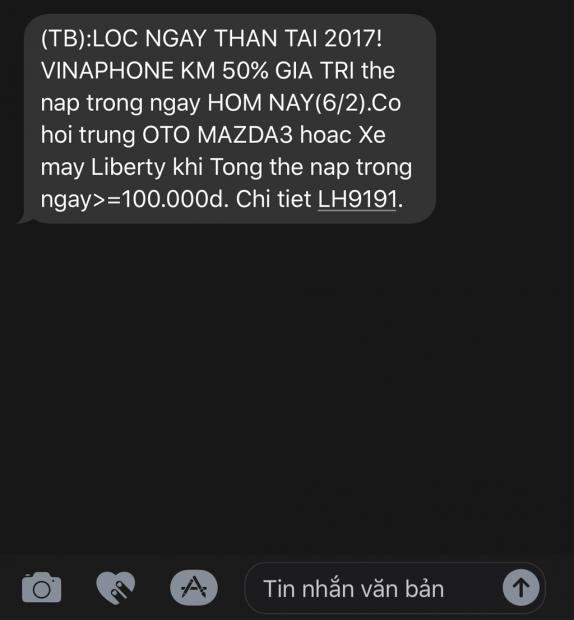 (TB):LOC NGAY THAN TAI 2017!
VINAPHONE KM 50% GIA TRI the
nap trong ngay HOM NAY(6/2).Co
hoi trung OTO MAZDA3 hoac Xe
may Liberty khi Tong the nap trong
ngay>=100.000d. Chi tiet LH9191.
Tin nhắn văn bản